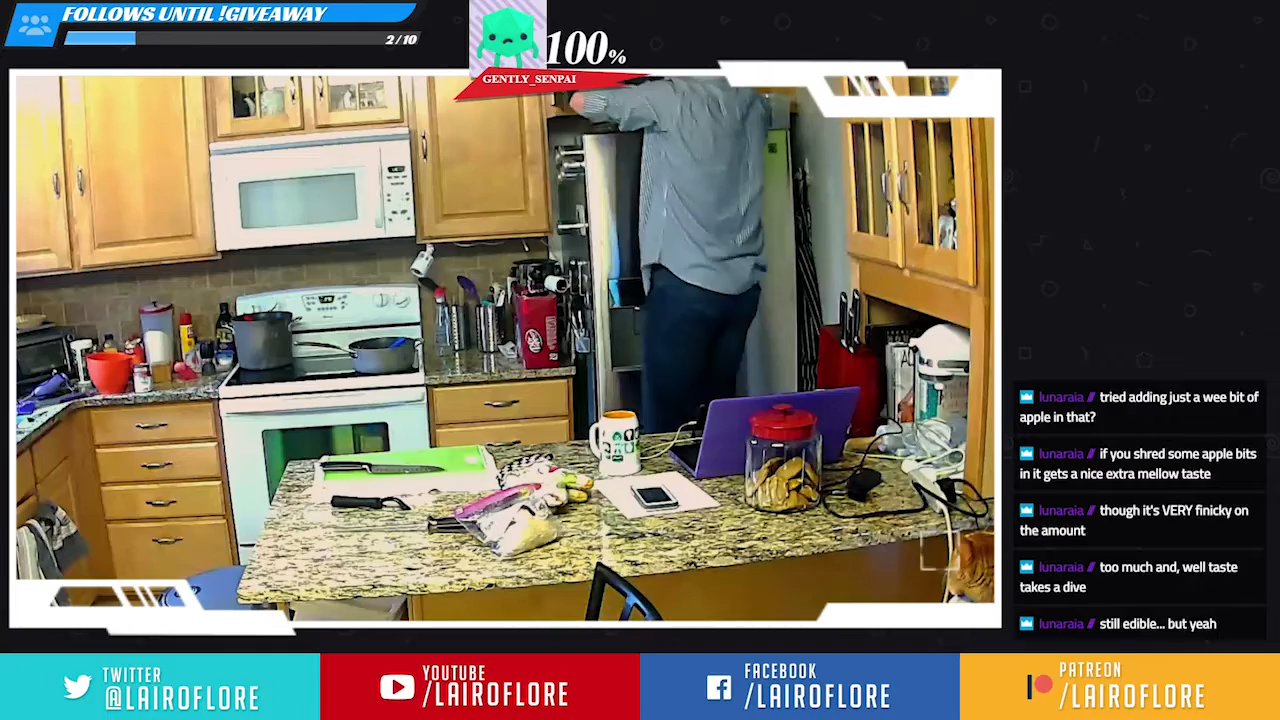 FOLLOWS UNTIL !GIVEAWAY
2/10
100%
GENTLY_SENPAI
lunaraia // tried adding just a wee bit of
apple in that?
lunaraia // if you shred some apple bits
in it gets a nice extra mellow taste
lunaraia // though it's VERY finicky on
the amount
lunaraia // too much and, well taste
takes a dive
lunaraia // still edible... but yeah
TWITTER
@LAIROFLORE
YOUTUBE
/LAIROFLORE
FACEBOOK
/LAIROFLORE
PATREON
/LAIROFLORE